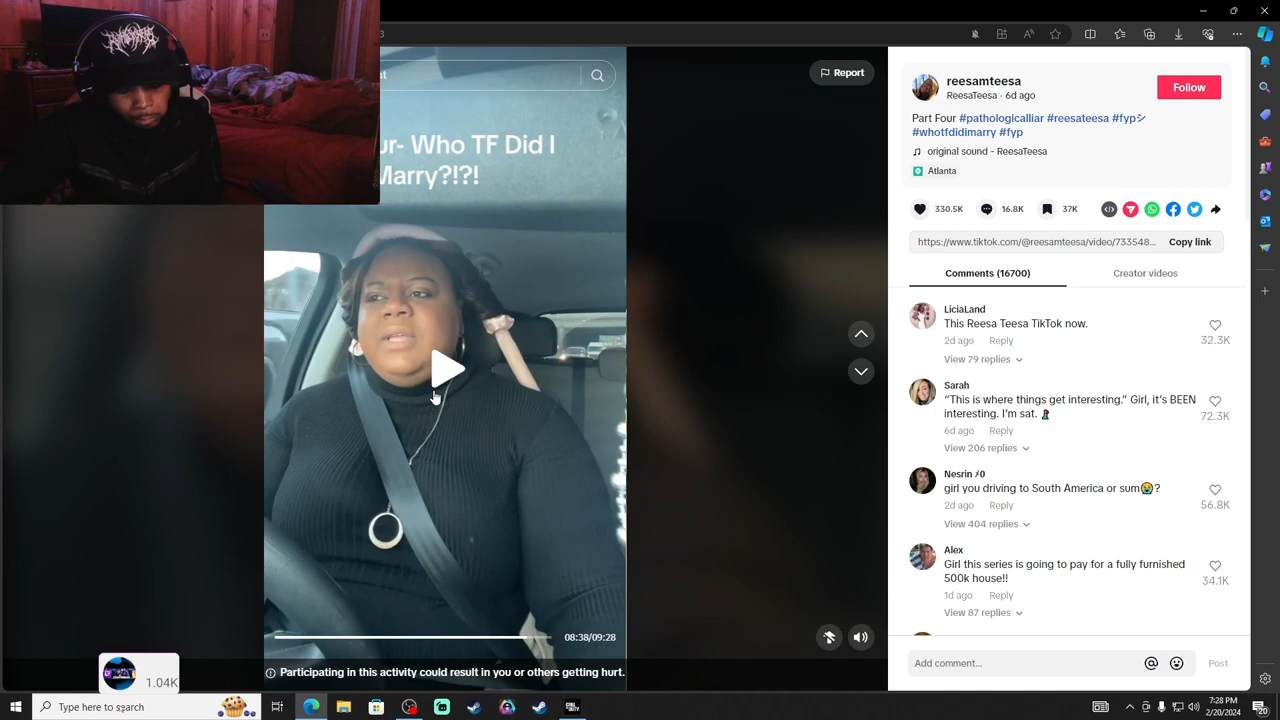 Report
ur- Who TF Did I
Marry?!?!
08:38/09:28
Participating in this activity could result in you or others getting hurt.
reesamteesa
ReesaTeesa · 6d ago
Follow
Part Four #pathologicalliar #reesateesa #fypシ
#whotfdidimarry #fyp
original sound - ReesaTeesa
Atlanta
330.5K
16.8K
37K
https://www.tiktok.com/@reesamteesa/video/733548...
Copy link
Comments (16700)
Creator videos
LiciaLand
This Reesa Teesa TikTok now.
2d ago Reply
32.3K
View 79 replies
Sarah
“This is where things get interesting.” Girl, it’s BEEN
interesting. I’m sat.
72.3K
6d ago Reply
View 206 replies
Nesrin ⚡0
girl you driving to South America or sum😭?
2d ago Reply
56.8K
View 404 replies
Alex
Girl this series is going to pay for a fully furnished
500k house!!
34.1K
1d ago Reply
View 87 replies
Add comment...
Post
1.04K
Type here to search
7:28 PM
2/20/2024